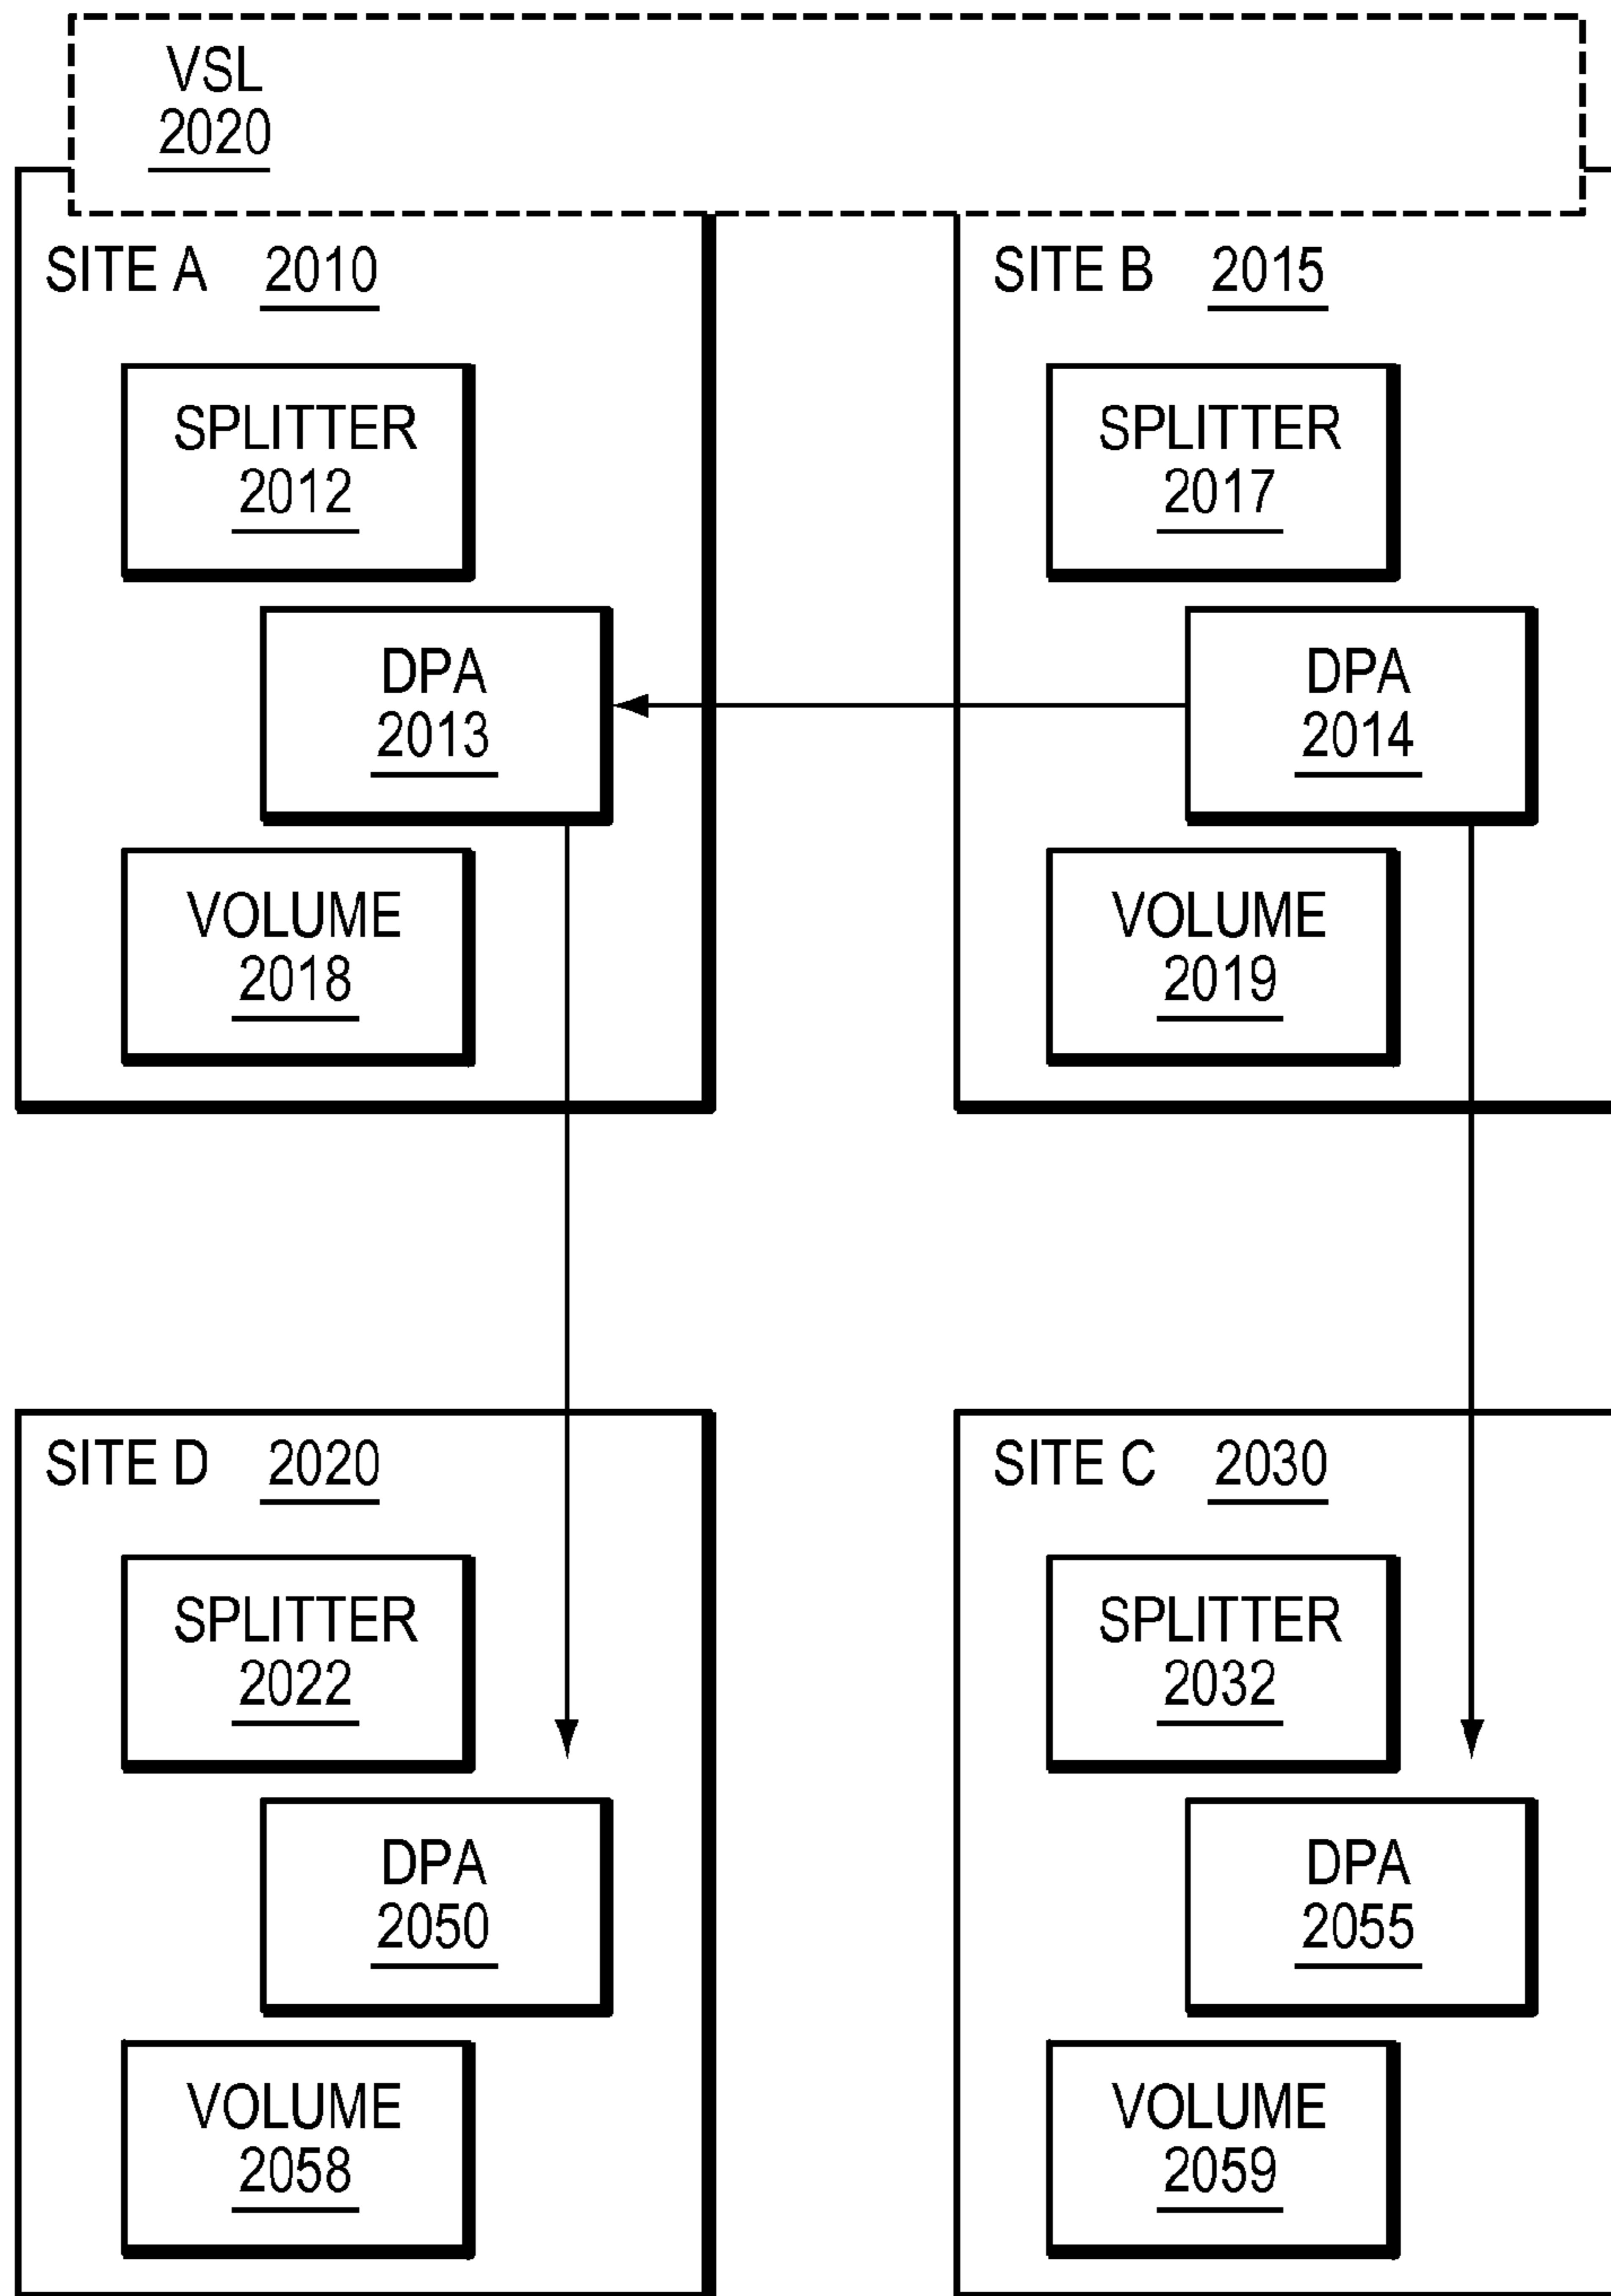 VSL
2020
SITE A 2010
SPLITTER
2012
DPA
2013
VOLUME
2018
SITE B 2015
SPLITTER
2017
DPA
2014
VOLUME
2019
SITE D 2020
SPLITTER
2022
DPA
2050
VOLUME
2058
SITE C 2030
SPLITTER
2032
DPA
2055
VOLUME
2059